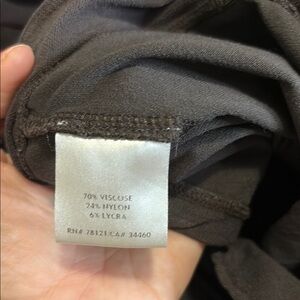 70% VISCOSE
24% NYLON
6% LYCRA
RN# 78121 CA# 34460